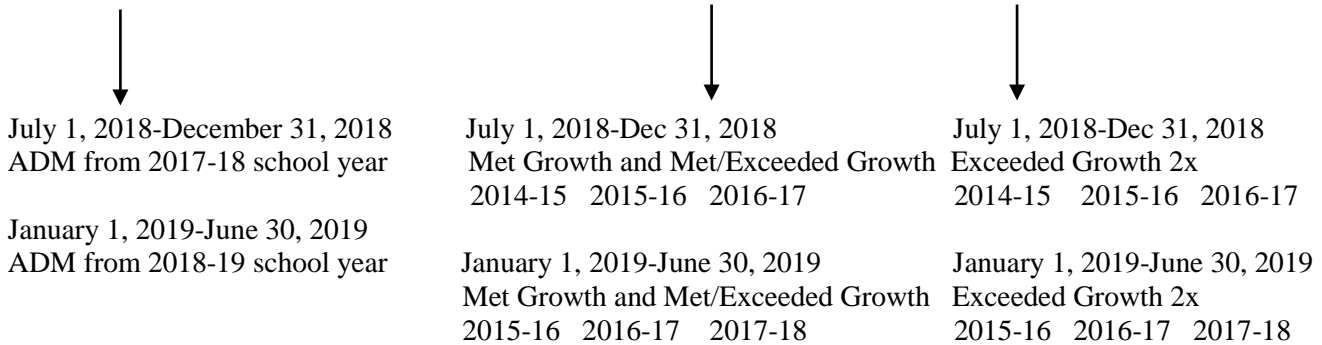 July 1, 2018-December 31, 2018
ADM from 2017-18 school year
January 1, 2019-June 30, 2019
ADM from 2018-19 school year
July 1, 2018-Dec 31, 2018
Met Growth and Met/Exceeded Growth
2014-15 2015-16 2016-17
January 1, 2019-June 30, 2019
Met Growth and Met/Exceeded Growth
2015-16 2016-17 2017-18
July 1, 2018-Dec 31, 2018
Exceeded Growth 2x
2014-15 2015-16 2016-17
January 1, 2019-June 30, 2019
Exceeded Growth 2x
2015-16 2016-17 2017-18